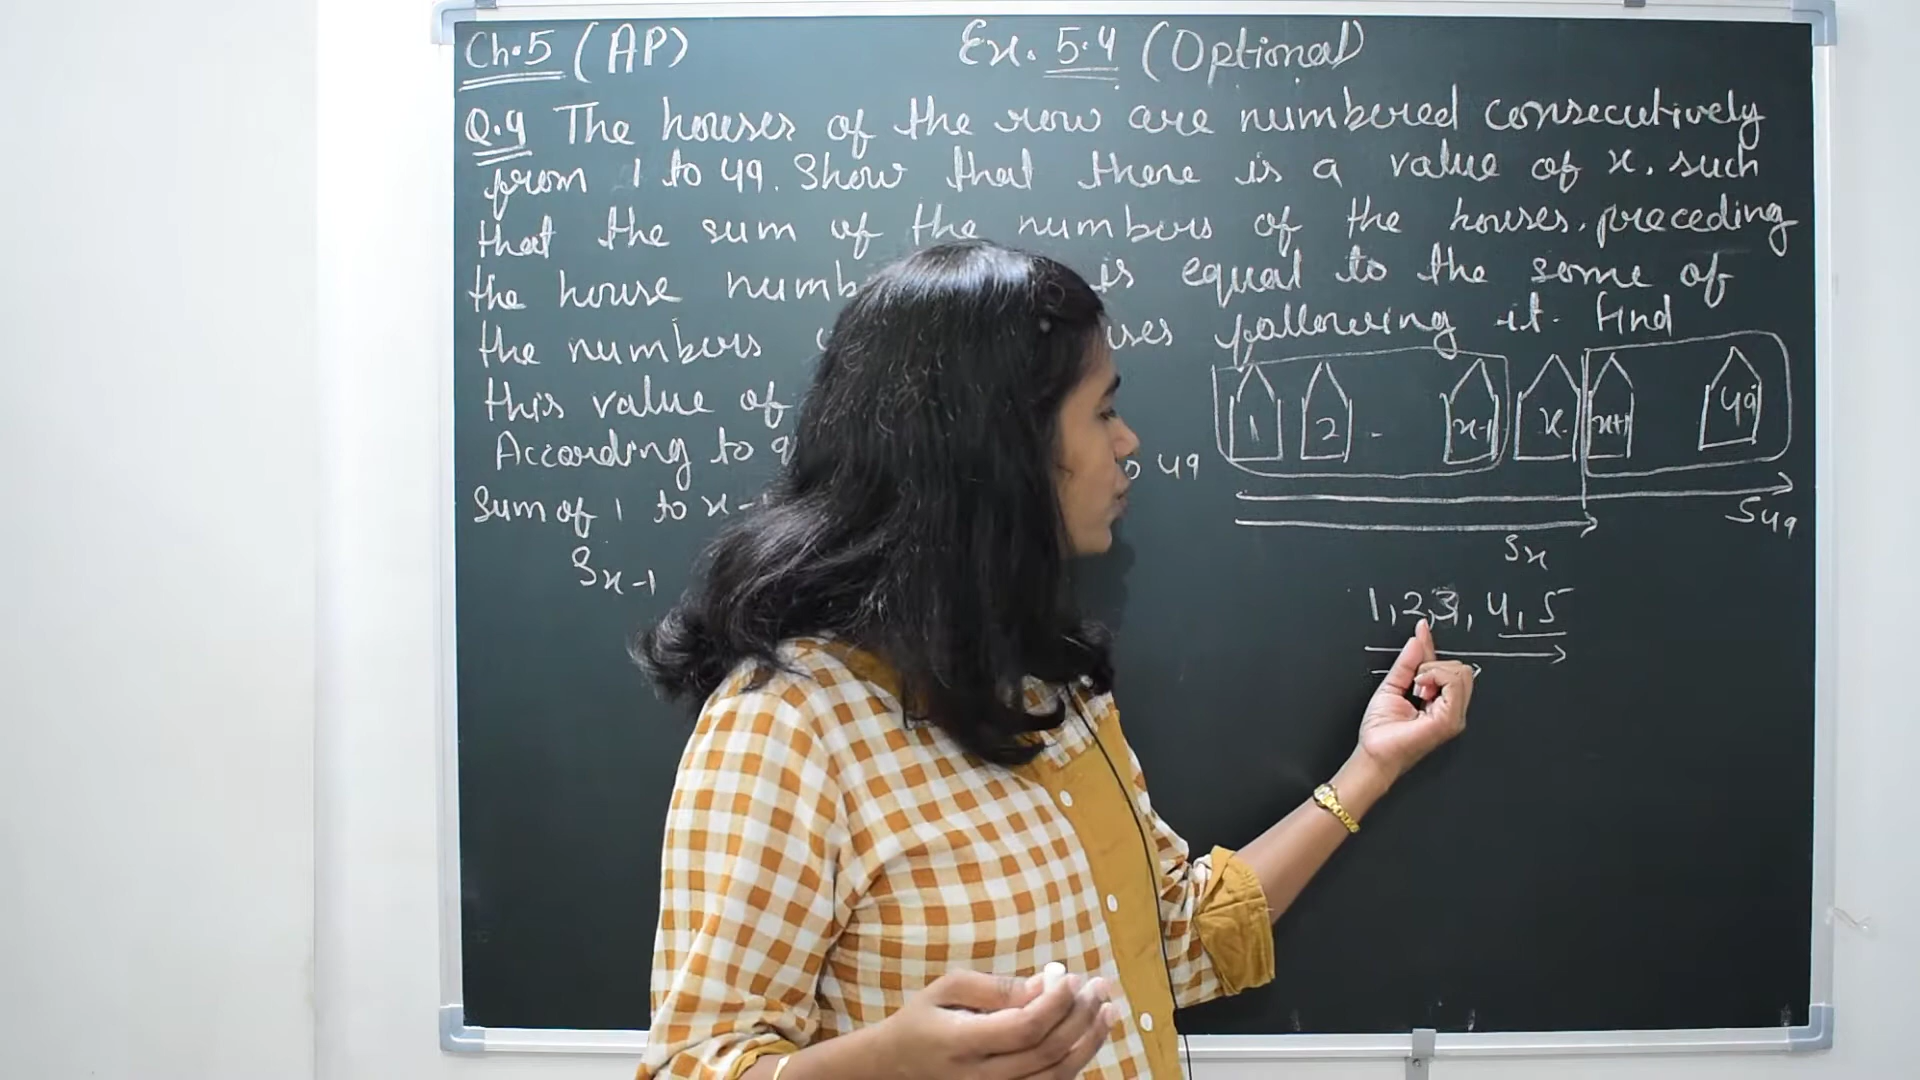 Ch.5 (AP) Ex. 5.4 (Optional)
Q.4 The houses of the row are numbered consecutively
from 1 to 49. Show that there is a value of x. such
that the sum of the numbers of the houses preceding
the house is equal to the some of
the numbers following it. Find
this value of
According to
49
Sum of 1 to x-
Sx-1
1 2 - x-1 x x+1 49
S49
Sx
1,2,3,4,5